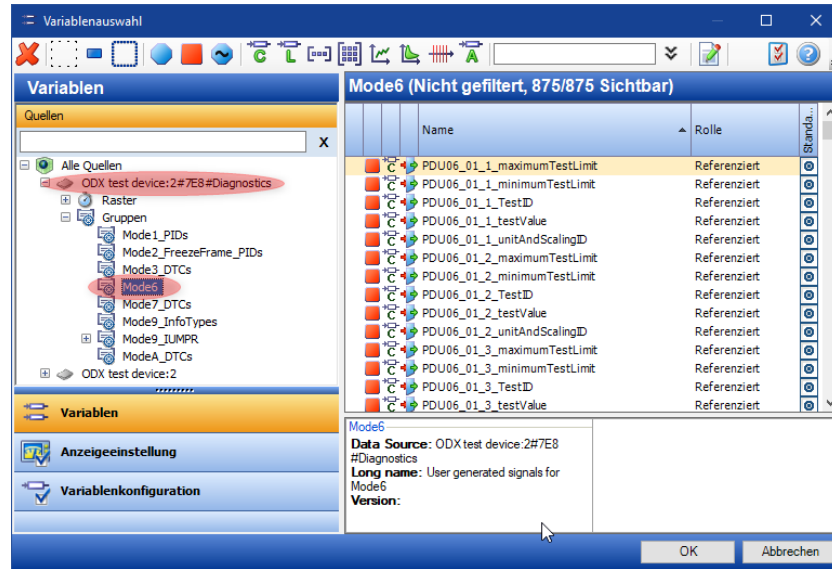 Variablenauswahl
Variablen
Quellen
X
Alle Quellen
ODX test device:2#7E8#Diagnostics
Raster
Gruppen
Mode1_PIDs
Mode2_FreezeFrame_PIDs
Mode3_DTCs
Mode6
Mode7_DTCs
Mode9_InfoTypes
Mode9_IUMPR
ModeA_DTCs
ODX test device:2
Variablen
Anzeigeeinstellung
Variablenkonfiguration
Mode6 (Nicht gefiltert, 875/875 Sichtbar)
Name Rolle Standa...
PDU06_01_1_maximumTestLimit Referenziert
PDU06_01_1_minimumTestLimit Referenziert
PDU06_01_1_TestID Referenziert
PDU06_01_1_testValue Referenziert
PDU06_01_1_unitAndScalingID Referenziert
PDU06_01_2_maximumTestLimit Referenziert
PDU06_01_2_minimumTestLimit Referenziert
PDU06_01_2_TestID Referenziert
PDU06_01_2_testValue Referenziert
PDU06_01_2_unitAndScalingID Referenziert
PDU06_01_3_maximumTestLimit Referenziert
PDU06_01_3_minimumTestLimit Referenziert
PDU06_01_3_TestID Referenziert
PDU06_01_3_testValue Referenziert
Mode6
Data Source: ODX test device:2#7E8
#Diagnostics
Long name: User generated signals for
Mode6
Version:
OK Abbrechen